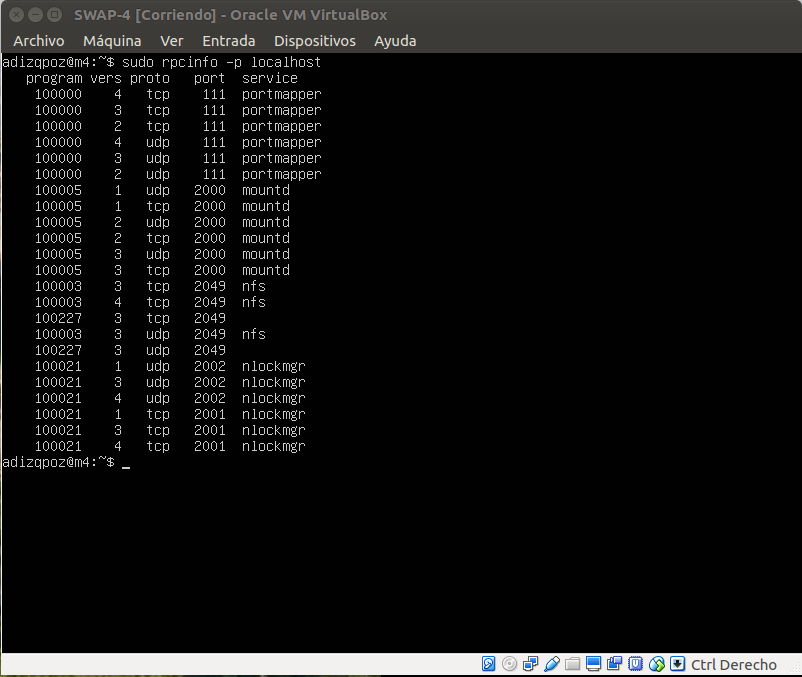 SWAP-4 [Corriendo] - Oracle VM VirtualBox
Archivo Máquina Ver Entrada Dispositivos Ayuda
adizqpoz@m4:~$ sudo rpcinfo -p localhost
program vers proto port service
100000 4 tcp 111 portmapper
100000 3 tcp 111 portmapper
100000 2 tcp 111 portmapper
100000 4 udp 111 portmapper
100000 3 udp 111 portmapper
100000 2 udp 111 portmapper
100005 1 udp 2000 mountd
100005 1 tcp 2000 mountd
100005 2 udp 2000 mountd
100005 2 tcp 2000 mountd
100005 3 udp 2000 mountd
100005 3 tcp 2000 mountd
100003 3 tcp 2049 nfs
100003 4 tcp 2049 nfs
100227 3 tcp 2049
100003 3 udp 2049 nfs
100227 3 udp 2049
100021 1 udp 2002 nlockmgr
100021 3 udp 2002 nlockmgr
100021 4 udp 2002 nlockmgr
100021 1 tcp 2001 nlockmgr
100021 3 tcp 2001 nlockmgr
100021 4 tcp 2001 nlockmgr
adizqpoz@m4:~$ _
Ctrl Derecho